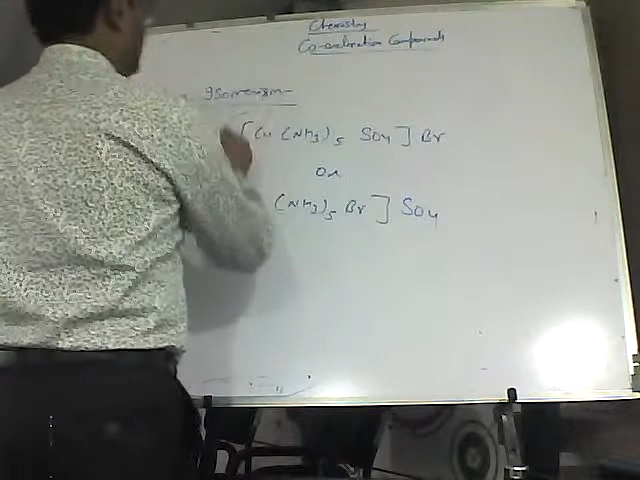 Chemistry
Co-ordination Compounds
Isomerism-
[Co (NH3)5 SO4] Br
Or
(NH3)5 Br] SO4